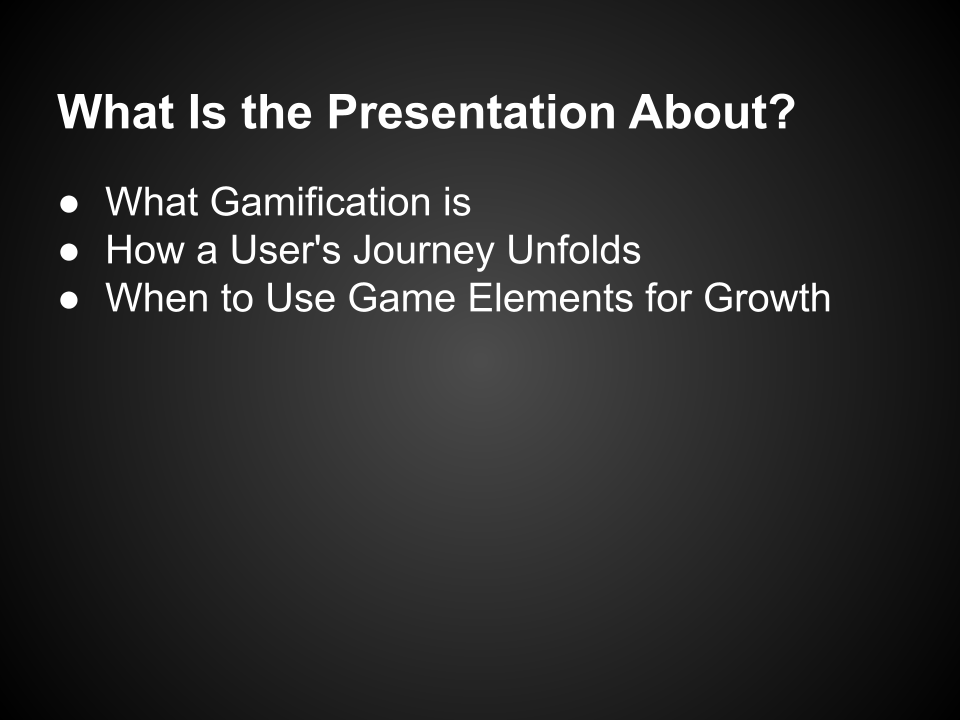 What Is the Presentation About?
● What Gamification is
● How a User's Journey Unfolds
● When to Use Game Elements for Growth